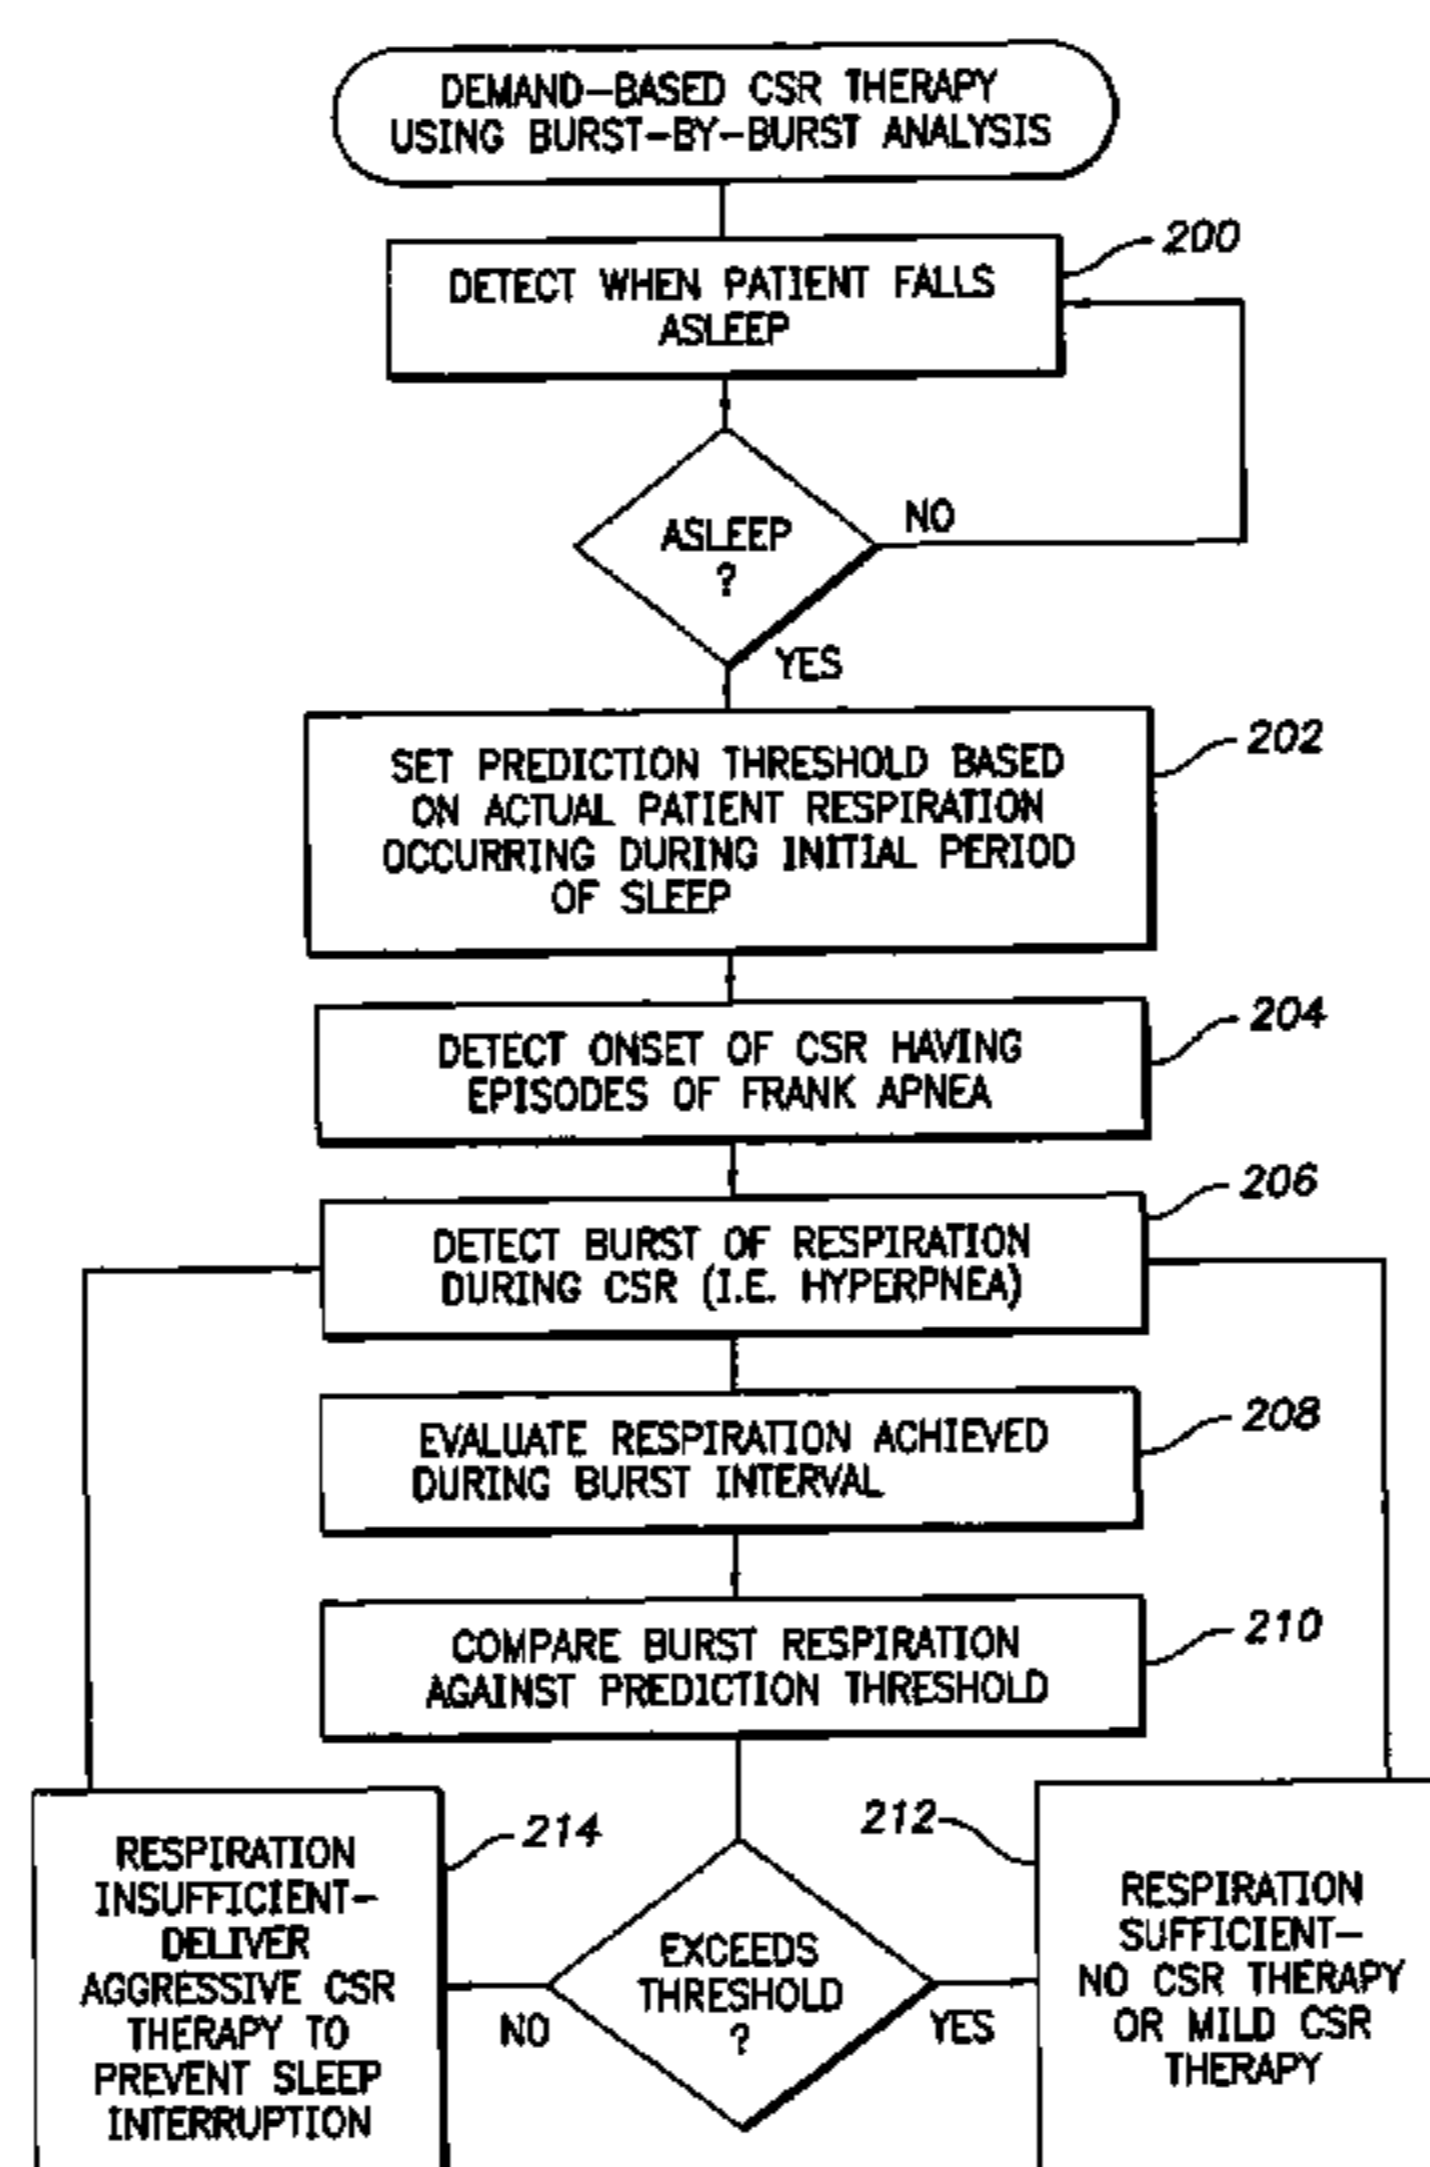 DEMAND-BASED CSR THERAPY
USING BURST-BY-BURST ANALYSIS
200
DETECT WHEN PATIENT FALLS
ASLEEP
ASLEEP
?
NO
YES
202
SET PREDICTION THRESHOLD BASED
ON ACTUAL PATIENT RESPIRATION
OCCURRING DURING INITIAL PERIOD
OF SLEEP
204
DETECT ONSET OF CSR HAVING
EPISODES OF FRANK APNEA
206
DETECT BURST OF RESPIRATION
DURING CSR (I.E. HYPERPNEA)
208
EVALUATE RESPIRATION ACHIEVED
DURING BURST INTERVAL
210
COMPARE BURST RESPIRATION
AGAINST PREDICTION THRESHOLD
214
RESPIRATION
INSUFFICIENT-
DELIVER
AGGRESSIVE CSR
THERAPY TO
PREVENT SLEEP
INTERRUPTION
EXCEEDS
THRESHOLD
?
NO
YES
212
RESPIRATION
SUFFICIENT-
NO CSR THERAPY
OR MILD CSR
THERAPY